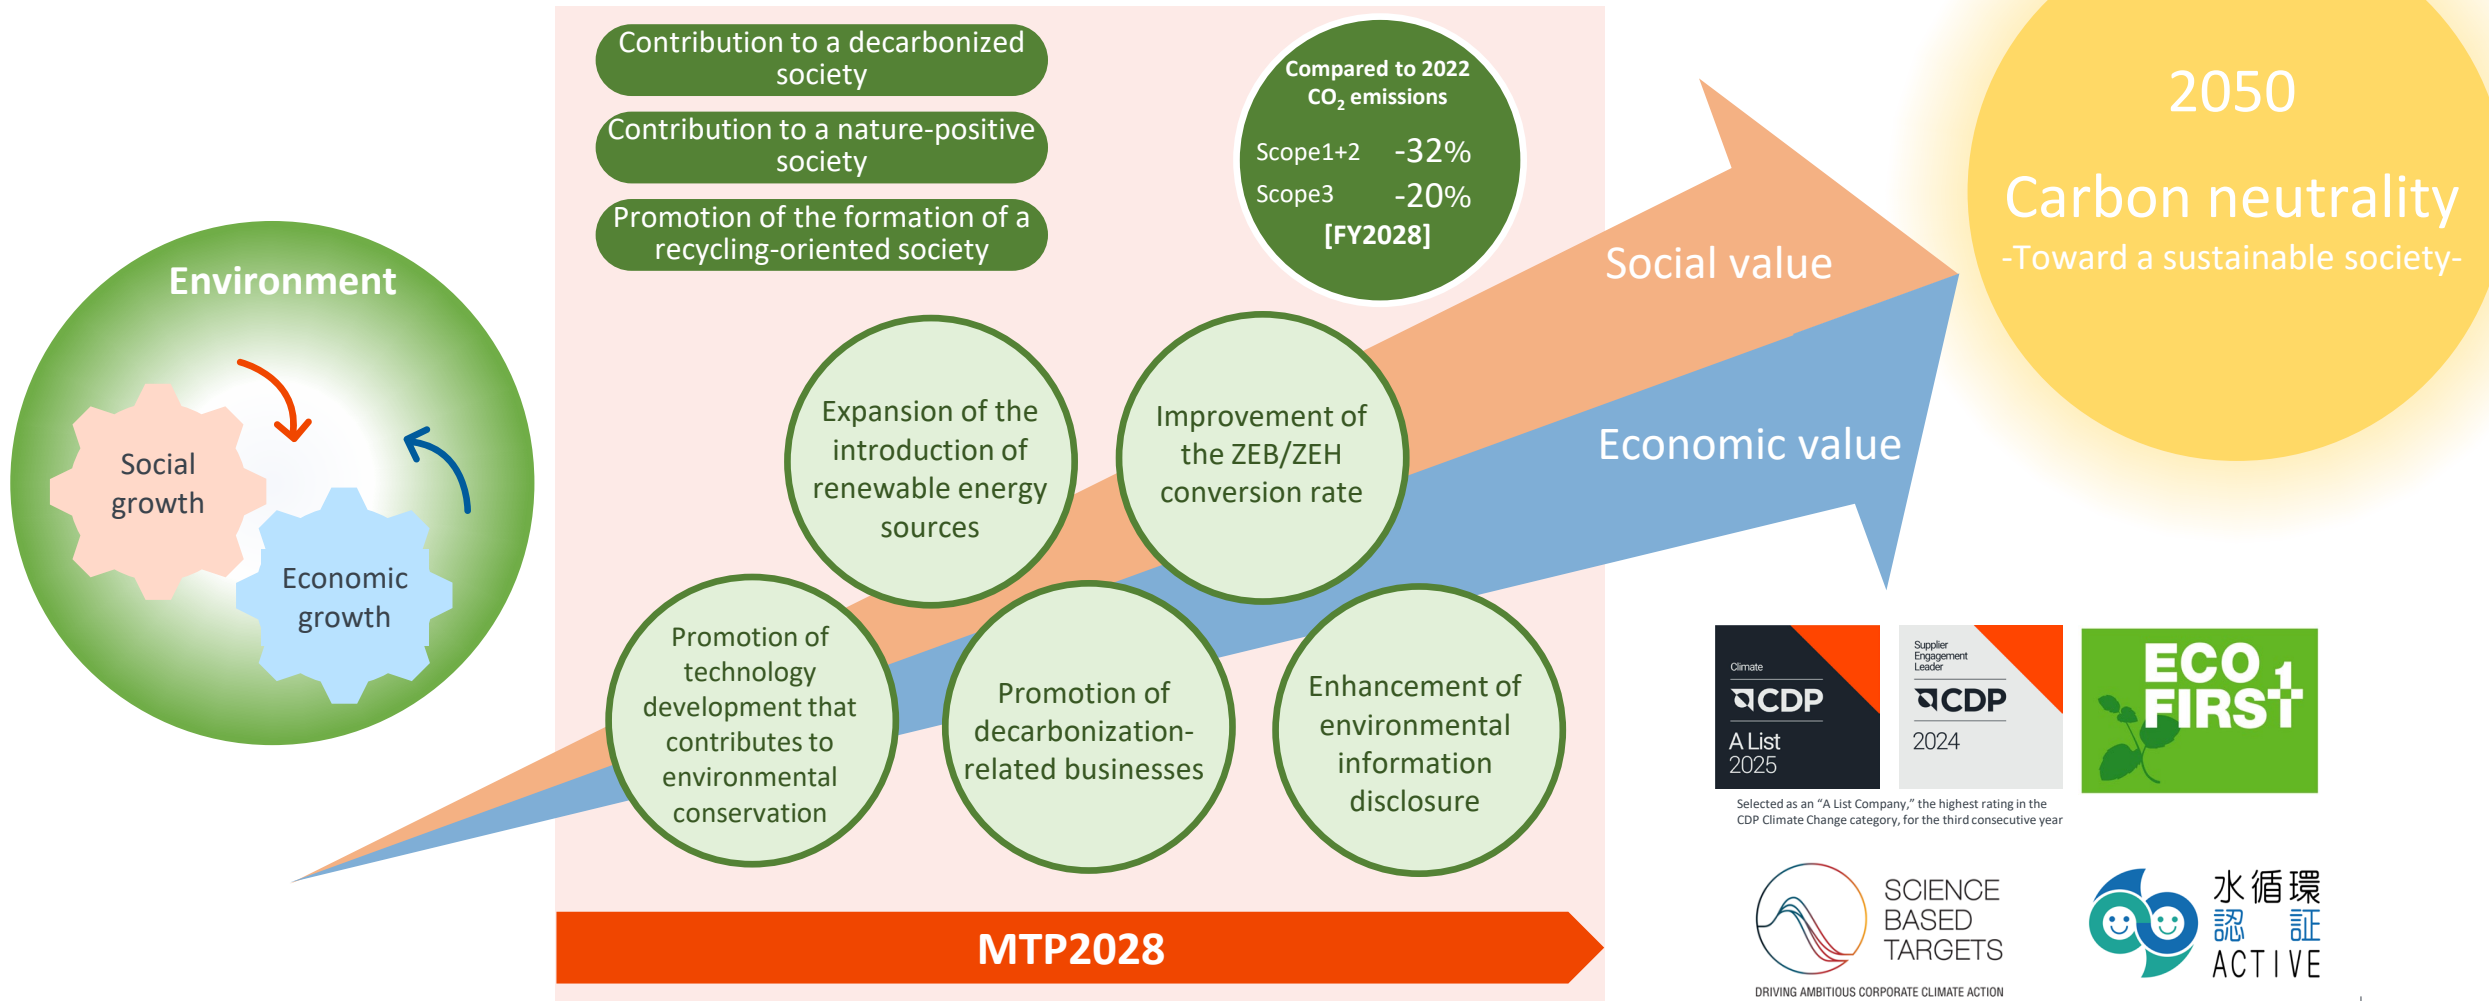 Environment
Social
growth
Economic
growth
Contribution to a decarbonized
society
Contribution to a nature-positive
society
Promotion of the formation of a
recycling-oriented society
Compared to 2022
CO₂ emissions
Scope1+2 -32%
Scope3 -20%
[FY2028]
Expansion of the
introduction of
renewable energy
sources
Improvement of
the ZEB/ZEH
conversion rate
Promotion of
technology
development that
contributes to
environmental
conservation
Promotion of
decarbonization-
related businesses
Enhancement of
environmental
information
disclosure
MTP2028
Social value
Economic value
2050
Carbon neutrality
-Toward a sustainable society-
Climate
CDP
A List
2025
Supplier
Engagement
Leader
CDP
2024
ECO
FIRST
Selected as an “A List Company,” the highest rating in the
CDP Climate Change category, for the third consecutive year
SCIENCE
BASED
TARGETS
DRIVING AMBITIOUS CORPORATE CLIMATE ACTION
水循環
認証
ACTIVE